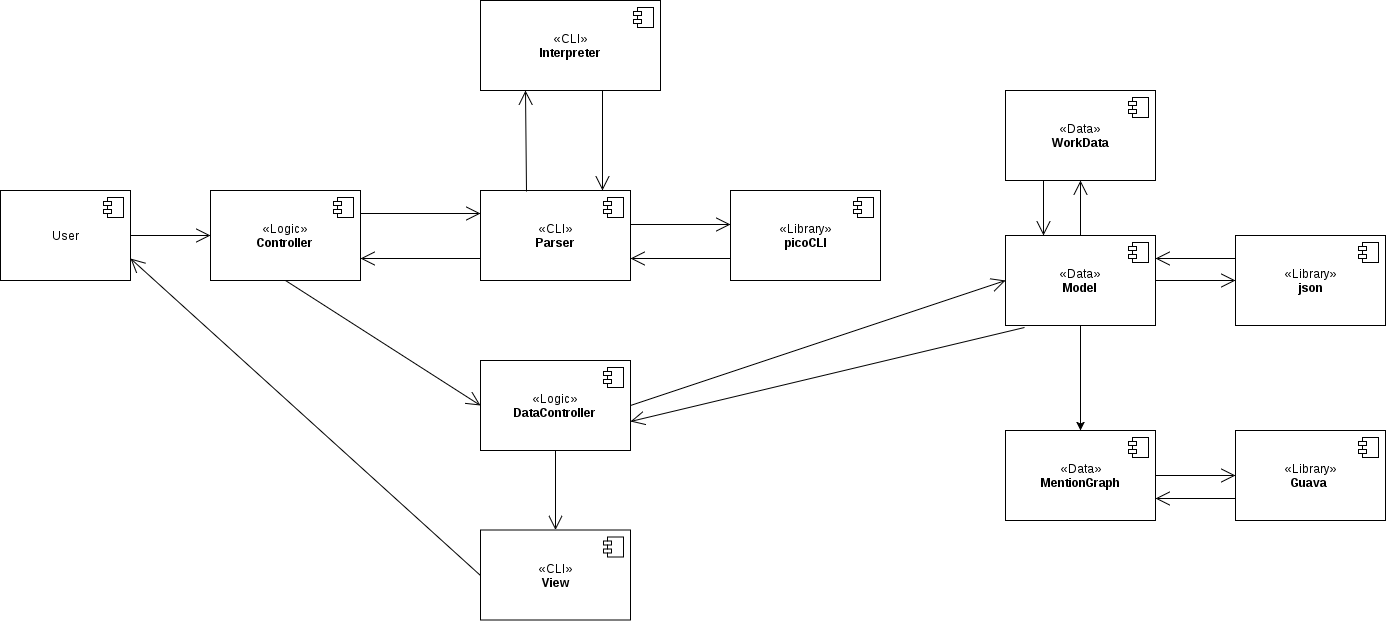 «CLI»
Interpreter
«Data»
WorkData
User
«Logic»
Controller
«CLI»
Parser
«Library»
picoCLI
«Data»
Model
«Library»
json
«Logic»
DataController
«Data»
MentionGraph
«Library»
Guava
«CLI»
View